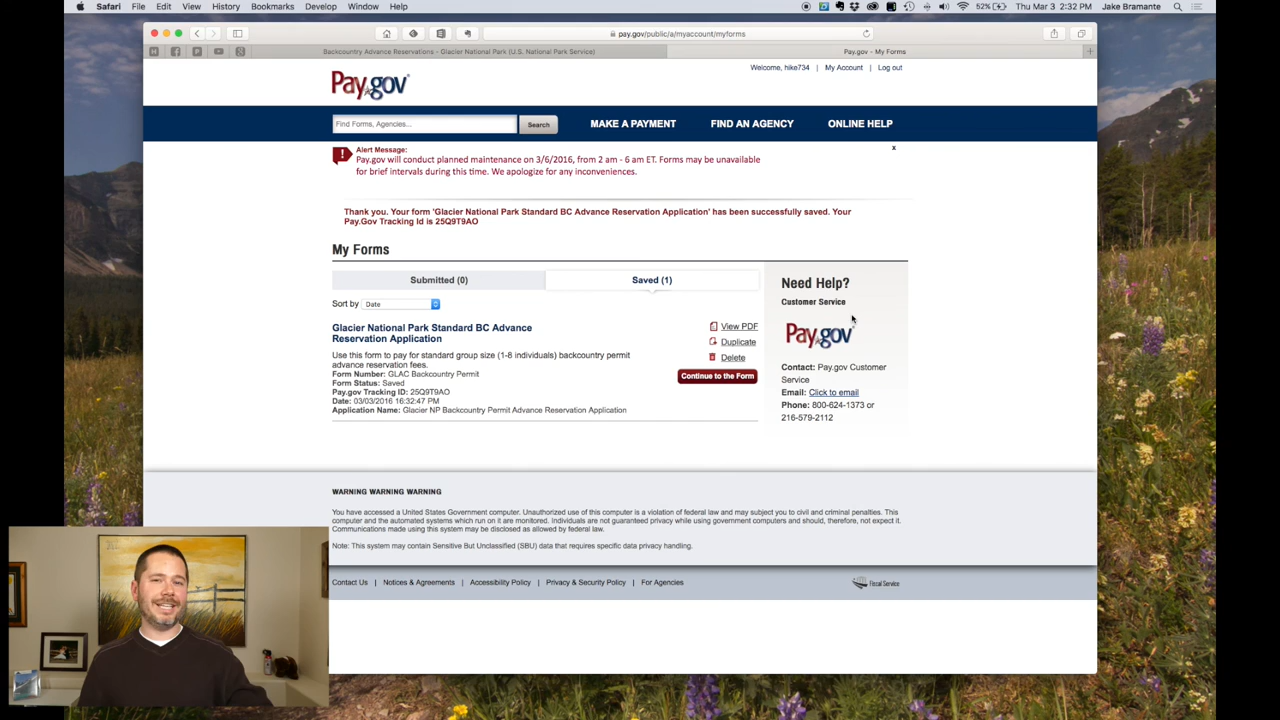 Safari File Edit View History Bookmarks Develop Window Help 52% Thu Mar 3 2:32 PM Jake Bramante
pay.gov/public/a/myaccount/myforms
Backcountry Advance Reservations - Glacier National Park (U.S. National Park Service) Pay.gov - My Forms
Welcome, hike734 | My Account | Log out
Pay.gov
Find Forms, Agencies... Search MAKE A PAYMENT FIND AN AGENCY ONLINE HELP
Alert Message: x
Pay.gov will conduct planned maintenance on 3/6/2016, from 2 am - 6 am ET. Forms may be unavailable
for brief intervals during this time. We apologize for any inconveniences.
Thank you. Your form 'Glacier National Park Standard BC Advance Reservation Application' has been successfully saved. Your
Pay.Gov Tracking Id is 25Q9T9AO
My Forms
Submitted (0) Saved (1)
Sort by Date
Glacier National Park Standard BC Advance
Reservation Application
Use this form to pay for standard group size (1-8 individuals) backcountry permit
advance reservation fees.
Form Number: GLAC Backcountry Permit
Form Status: Saved
Pay.gov Tracking ID: 25Q9T9AO
Date: 03/03/2016 16:32:47 PM
Application Name: Glacier NP Backcountry Permit Advance Reservation Application
View PDF
Duplicate
Delete
Continue to the Form
Need Help?
Customer Service
Pay.gov
Contact: Pay.gov Customer
Service
Email: Click to email
Phone: 800-624-1373 or
216-579-2112
WARNING WARNING WARNING
You have accessed a United States Government computer. Unauthorized use of this computer is a violation of federal law and may subject you to civil and criminal penalties. This
computer and the automated systems which run on it are monitored. Individuals are not guaranteed privacy while using government computers and should, therefore, not expect it.
Communications made using this system may be disclosed as allowed by federal law.
Note: This system may contain Sensitive But Unclassified (SBU) data that requires specific data privacy handling.
Contact Us | Notices & Agreements | Accessibility Policy | Privacy & Security Policy | For Agencies Fiscal Service